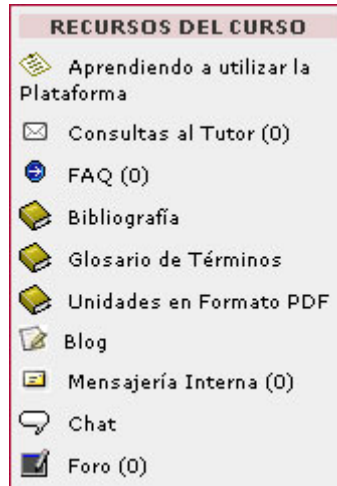 RECURSOS DEL CURSO
Aprendiendo a utilizar la
Plataforma
Consultas al Tutor (0)
FAQ (0)
Bibliografía
Glosario de Términos
Unidades en Formato PDF
Blog
Mensajería Interna (0)
Chat
Foro (0)